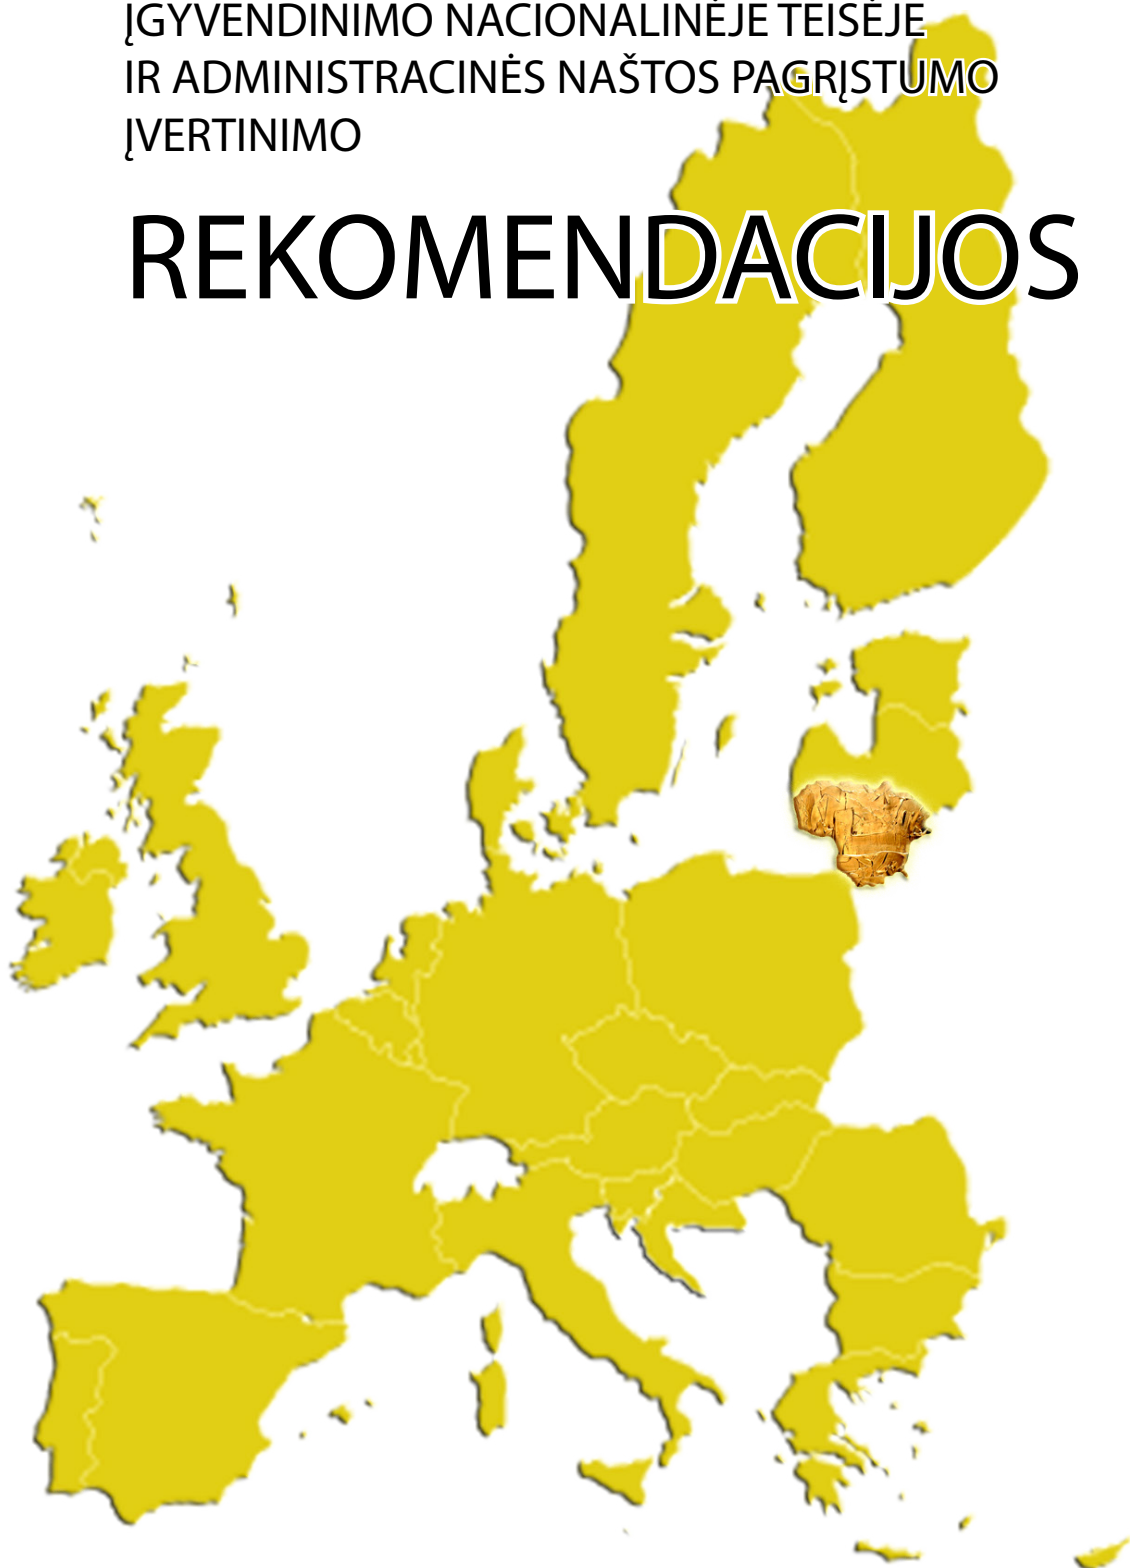 ĮGYVENDINIMO NACIONALINĖJE TEISĖJE
IR ADMINISTRACINĖS NAŠTOS PAGRĮSTUMO
ĮVERTINIMO
REKOMENDACIJOS